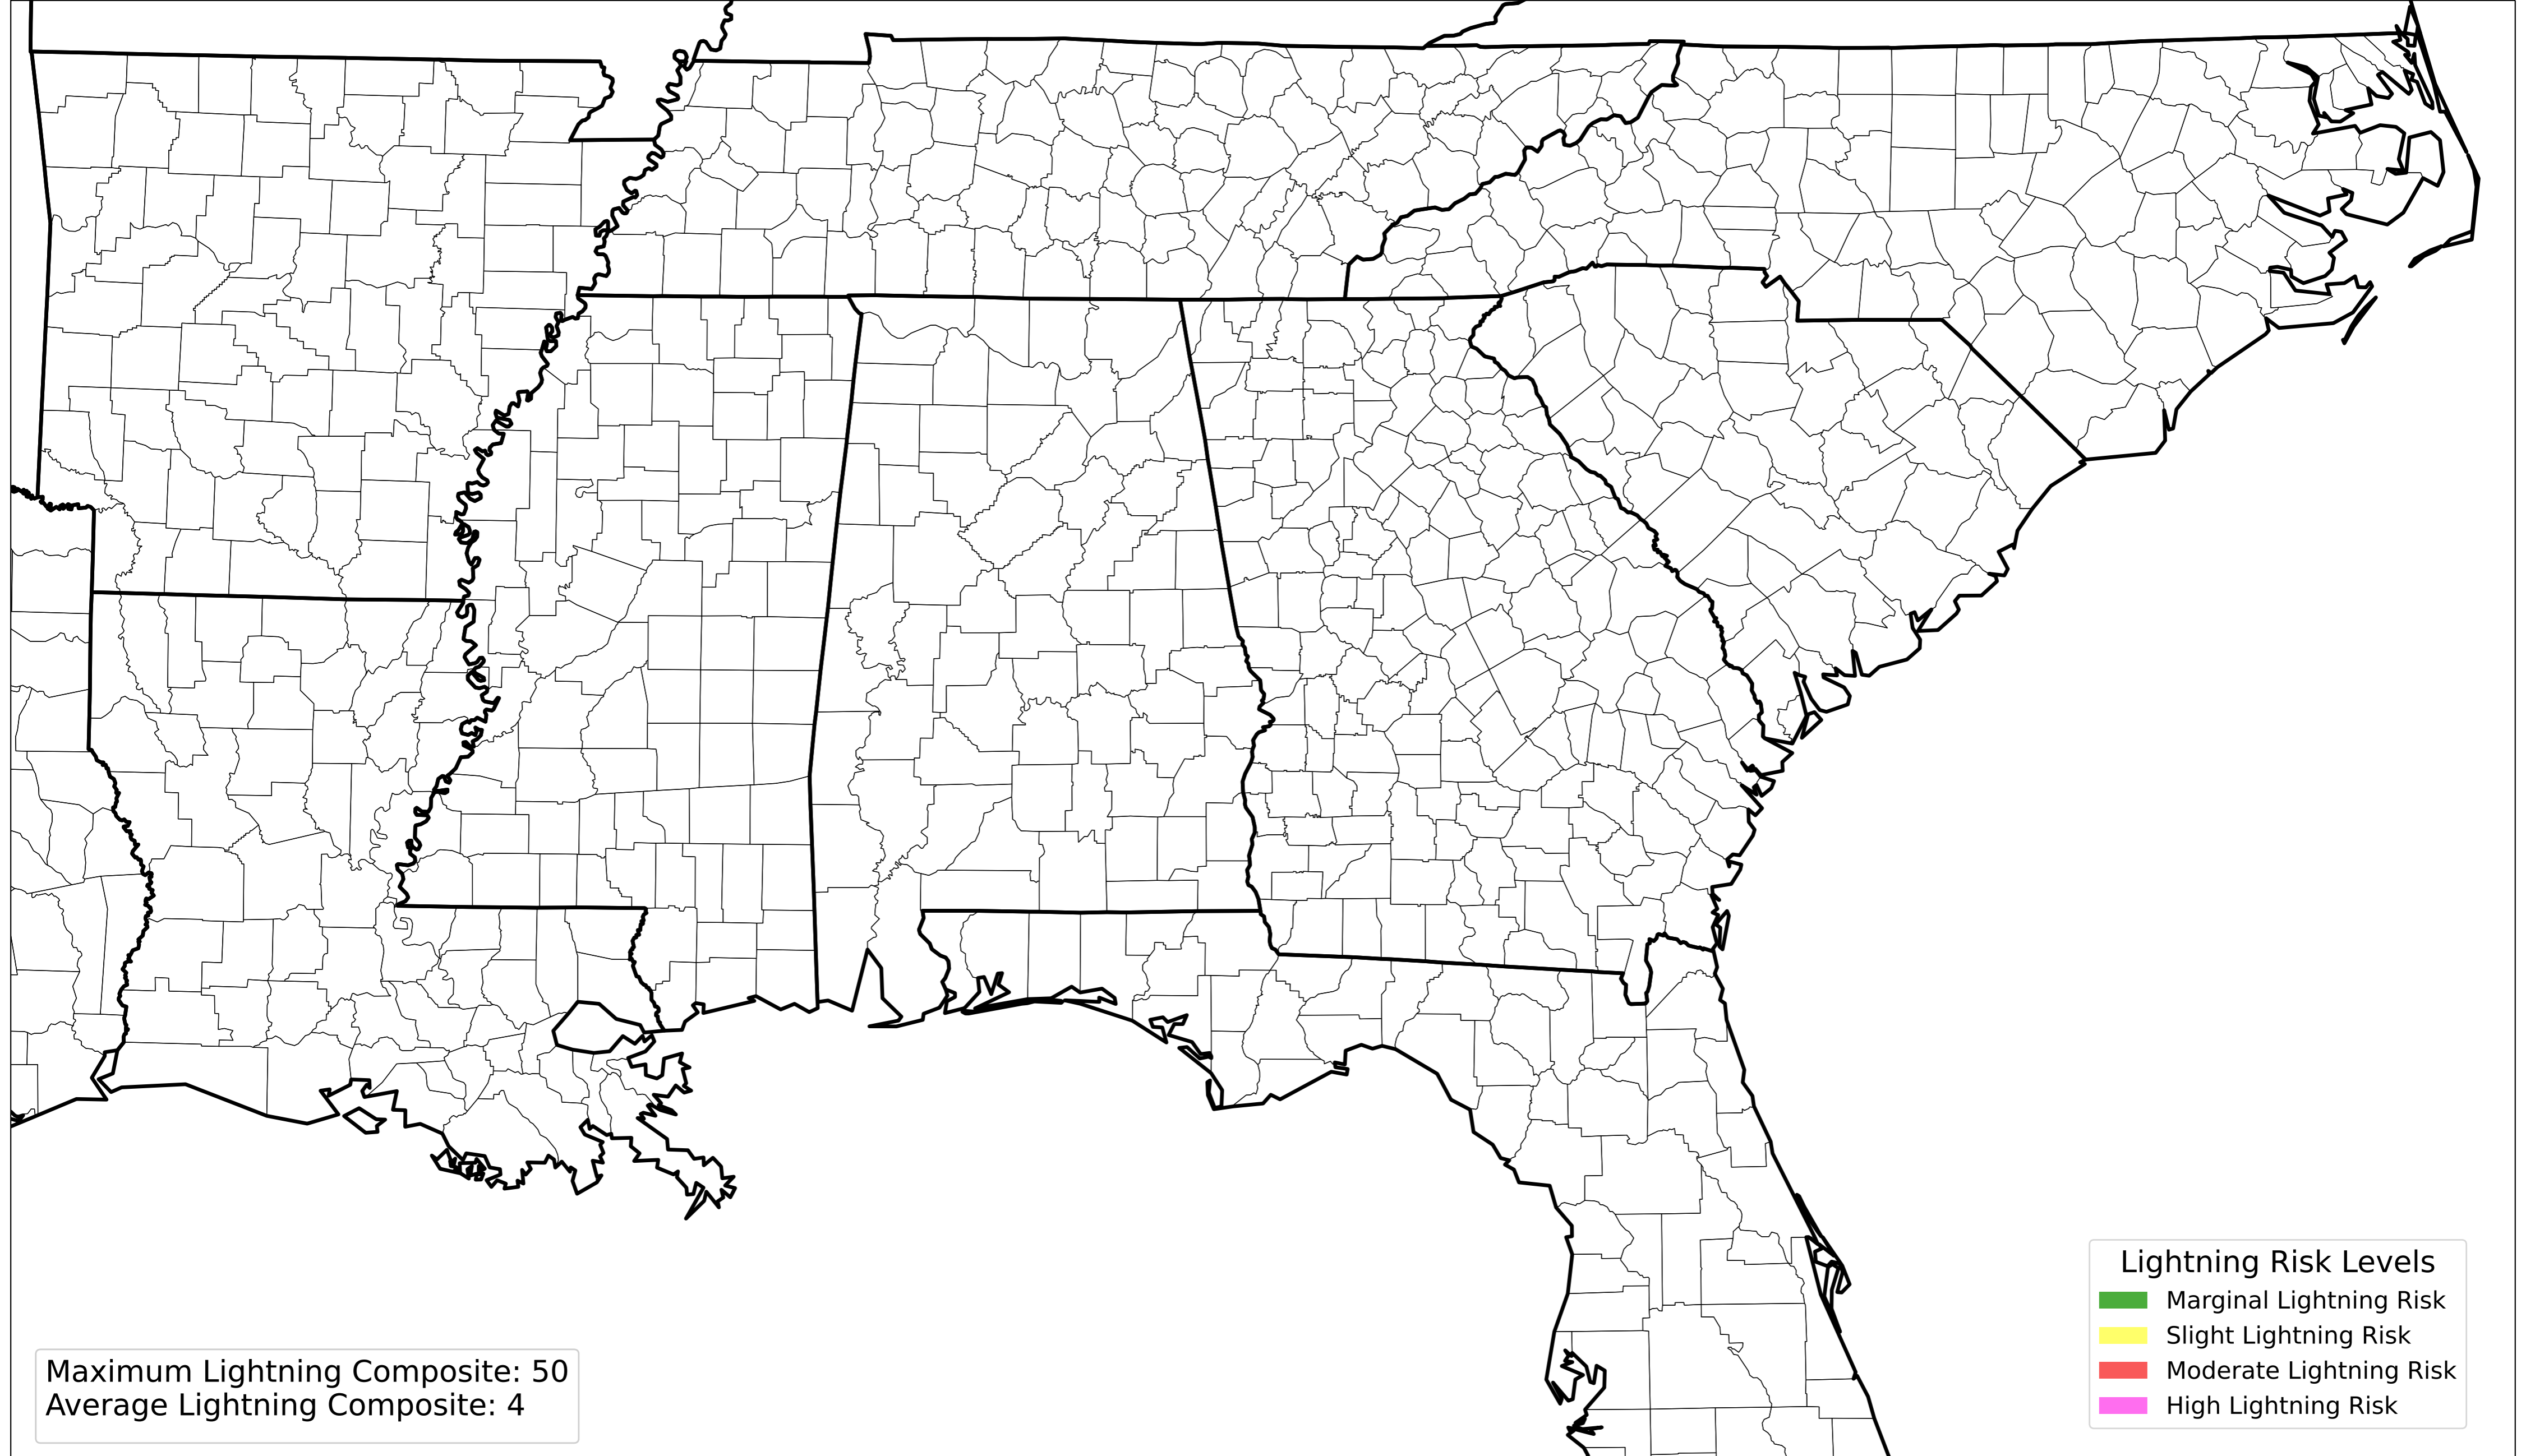 Maximum Lightning Composite: 50
Average Lightning Composite: 4
Lightning Risk Levels
Marginal Lightning Risk
Slight Lightning Risk
Moderate Lightning Risk
High Lightning Risk